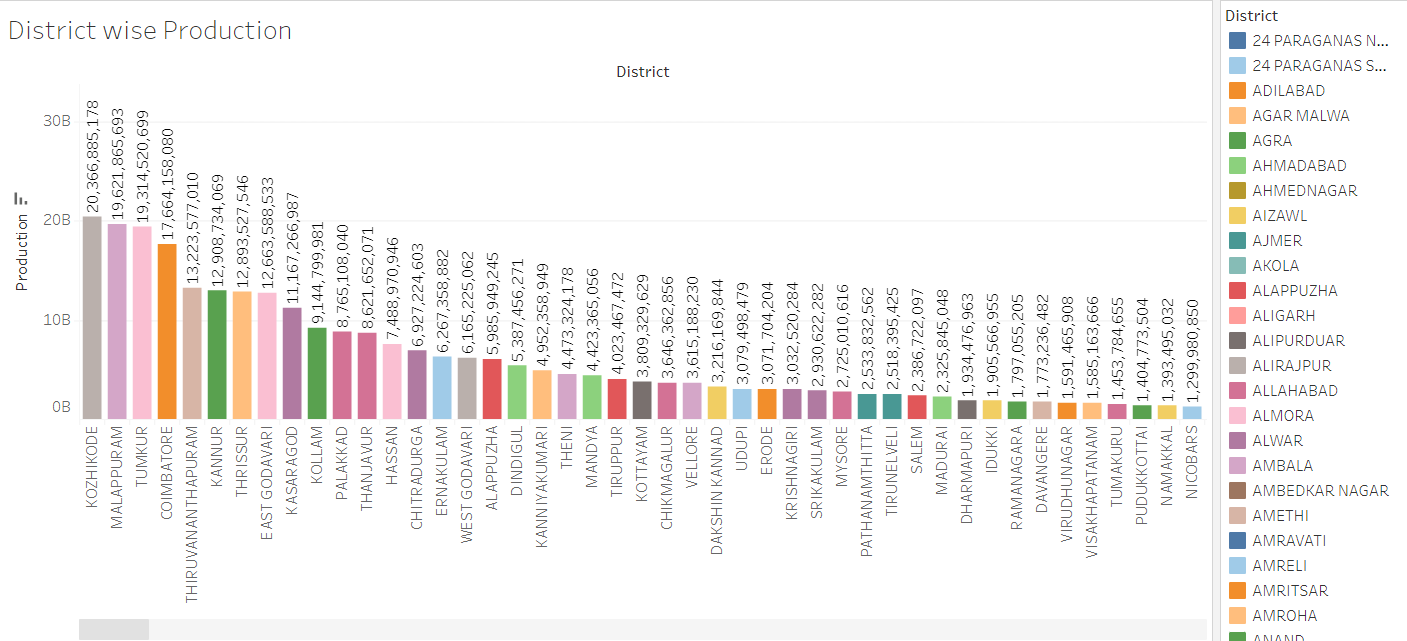 District wise Production
District
Production
30B
20B
10B
0B
20,366,885,178
19,621,865,693
19,314,520,699
17,664,158,080
13,223,577,010
12,908,734,069
12,893,527,546
12,663,588,533
11,167,266,987
9,144,799,981
8,765,108,040
8,621,652,071
7,488,970,946
6,927,224,603
6,267,358,882
6,165,225,062
5,985,949,245
5,387,456,271
4,952,358,949
4,473,324,178
4,423,365,056
4,023,467,472
3,809,329,629
3,646,362,856
3,615,188,230
3,216,169,844
3,079,498,479
3,071,704,204
3,032,520,284
2,930,622,282
2,725,010,616
2,533,832,562
2,518,395,425
2,386,722,097
2,325,845,048
1,934,476,963
1,905,566,955
1,797,055,205
1,773,236,482
1,591,465,908
1,585,163,666
1,453,784,655
1,404,773,504
1,393,495,032
1,299,980,850
KOZHIKODE
MALAPPURAM
TUMKUR
COIMBATORE
THIRUVANANTHAPURAM
KANNUR
THRISSUR
EAST GODAVARI
KASARAGOD
KOLLAM
PALAKKAD
THANJAVUR
HASSAN
CHITRADURGA
ERNAKULAM
WEST GODAVARI
ALAPPUZHA
DINDIGUL
KANNIYAKUMARI
THENI
MANDYA
TIRUPPUR
KOTTAYAM
CHIKMAGALUR
VELLORE
DAKSHIN KANNAD
UDUPI
ERODE
KRISHNAGIRI
SRIKAKULAM
MYSORE
PATHANAMTHITTA
TIRUNELVELI
SALEM
MADURAI
DHARMAPURI
IDUKKI
RAMANAGARA
DAVANGERE
VIRUDHUNAGAR
VISAKHAPATANAM
TUMAKURU
PUDUKKOTTAI
NAMAKKAL
NICOBARS
District
24 PARAGANAS N...
24 PARAGANAS S...
ADILABAD
AGAR MALWA
AGRA
AHMADABAD
AHMEDNAGAR
AIZAWL
AJMER
AKOLA
ALAPPUZHA
ALIGARH
ALIPURDUAR
ALIRAJPUR
ALLAHABAD
ALMORA
ALWAR
AMBALA
AMBEDKAR NAGAR
AMETHI
AMRAVATI
AMRELI
AMRITSAR
AMROHA
ANAND